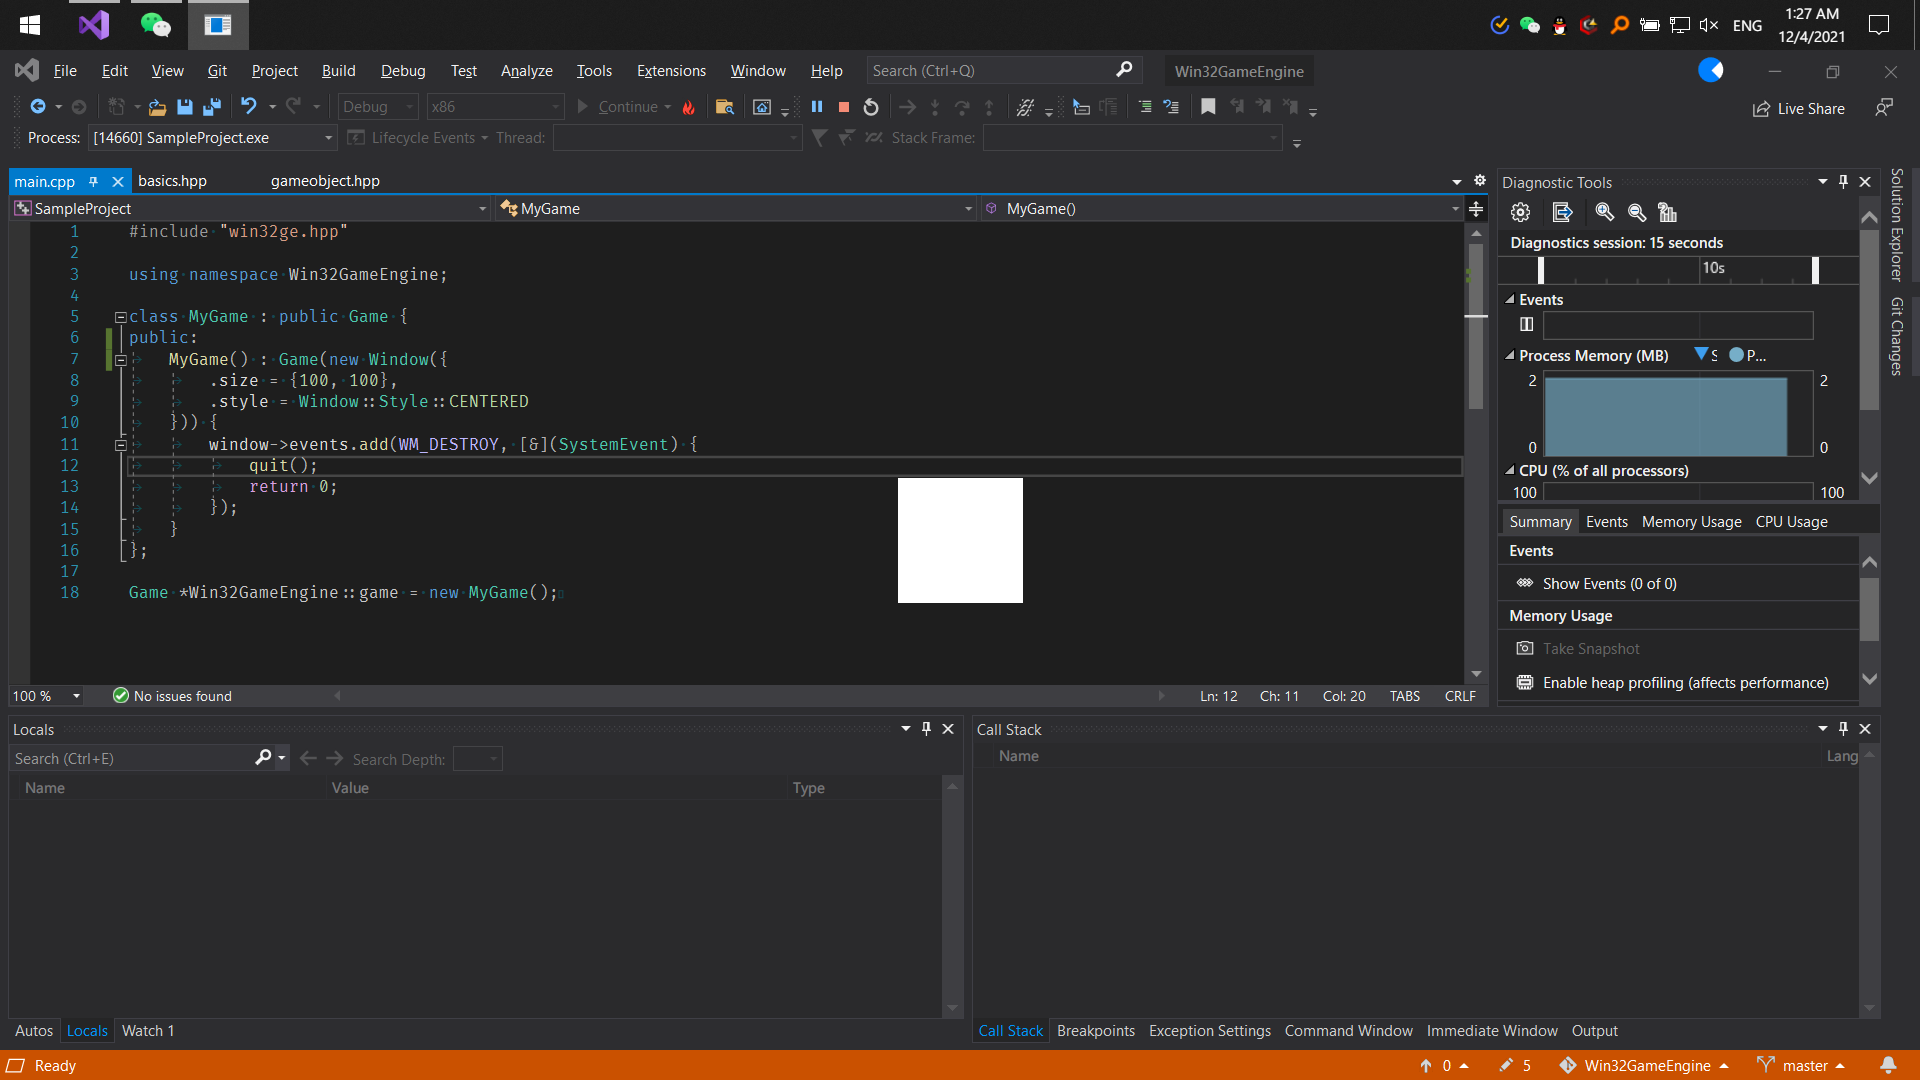 ENG
1:27 AM
12/4/2021
File Edit View Git Project Build Debug Test Analyze Tools Extensions Window Help Search (Ctrl+Q) Win32GameEngine
Debug x86 Continue Live Share
Process: [14660] SampleProject.exe Lifecycle Events Thread: Stack Frame:
main.cpp basics.hpp gameobject.hpp
SampleProject MyGame MyGame()
1 #include "win32ge.hpp"
2
3 using namespace Win32GameEngine;
4
5 class MyGame : public Game {
6 public:
7 MyGame() : Game(new Window({
8 .size = {100, 100},
9 .style = Window::Style::CENTERED
10 })) {
11 window->events.add(WM_DESTROY, [&](SystemEvent) {
12 quit();
13 return 0;
14 });
15 }
16 };
17
18 Game *Win32GameEngine::game = new MyGame();
100 % No issues found Ln: 12 Ch: 11 Col: 20 TABS CRLF
Diagnostic Tools
Diagnostics session: 15 seconds
10s
Events
Process Memory (MB) S P...
2 2
0 0
CPU (% of all processors)
100 100
Summary Events Memory Usage CPU Usage
Events
Show Events (0 of 0)
Memory Usage
Take Snapshot
Enable heap profiling (affects performance)
Solution Explorer
Git Changes
Locals
Search (Ctrl+E) Search Depth:
Name Value Type
Autos Locals Watch 1
Call Stack
Name Lang
Call Stack Breakpoints Exception Settings Command Window Immediate Window Output
Ready 0 5 Win32GameEngine master